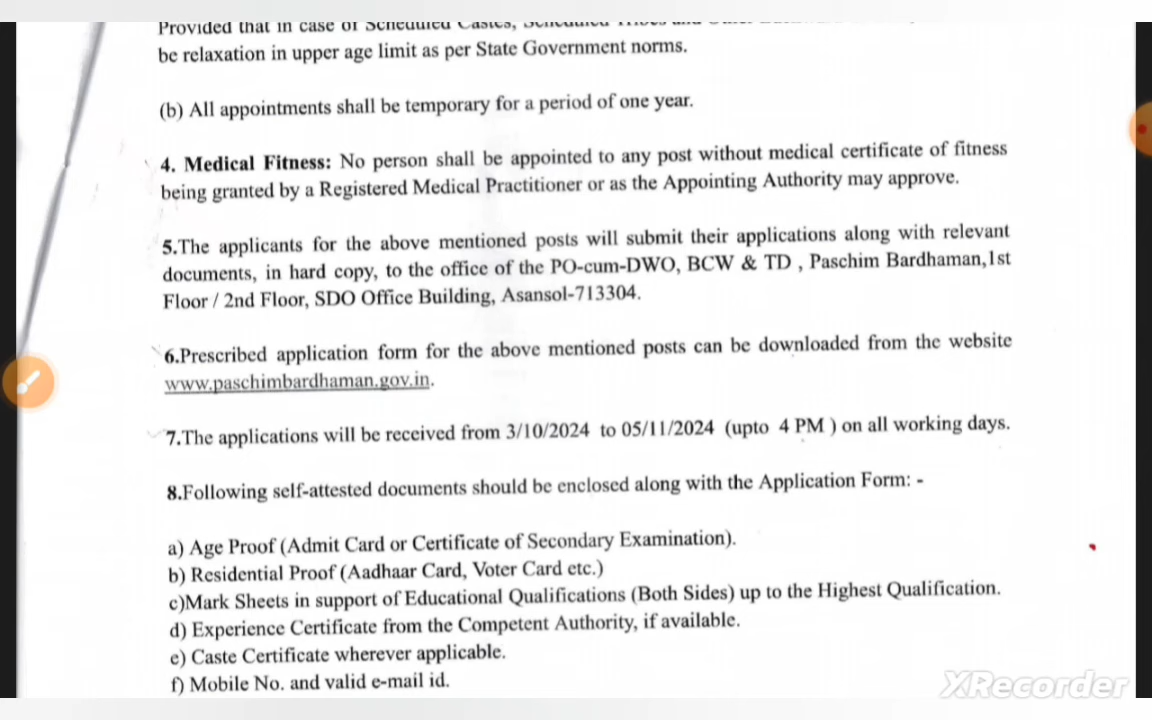 Provided that in case of Scheduled Castes, Scheduled Tribes and Other
be relaxation in upper age limit as per State Government norms.
(b) All appointments shall be temporary for a period of one year.
4. Medical Fitness: No person shall be appointed to any post without medical certificate of fitness
being granted by a Registered Medical Practitioner or as the Appointing Authority may approve.
5.The applicants for the above mentioned posts will submit their applications along with relevant
documents, in hard copy, to the office of the PO-cum-DWO, BCW & TD , Paschim Bardhaman,1st
Floor / 2nd Floor, SDO Office Building, Asansol-713304.
6.Prescribed application form for the above mentioned posts can be downloaded from the website
www.paschimbardhaman.gov.in.
7.The applications will be received from 3/10/2024 to 05/11/2024 (upto 4 PM ) on all working days.
8.Following self-attested documents should be enclosed along with the Application Form: -
a) Age Proof (Admit Card or Certificate of Secondary Examination).
b) Residential Proof (Aadhaar Card, Voter Card etc.)
c)Mark Sheets in support of Educational Qualifications (Both Sides) up to the Highest Qualification.
d) Experience Certificate from the Competent Authority, if available.
e) Caste Certificate wherever applicable.
f) Mobile No. and valid e-mail id.
XRecorder